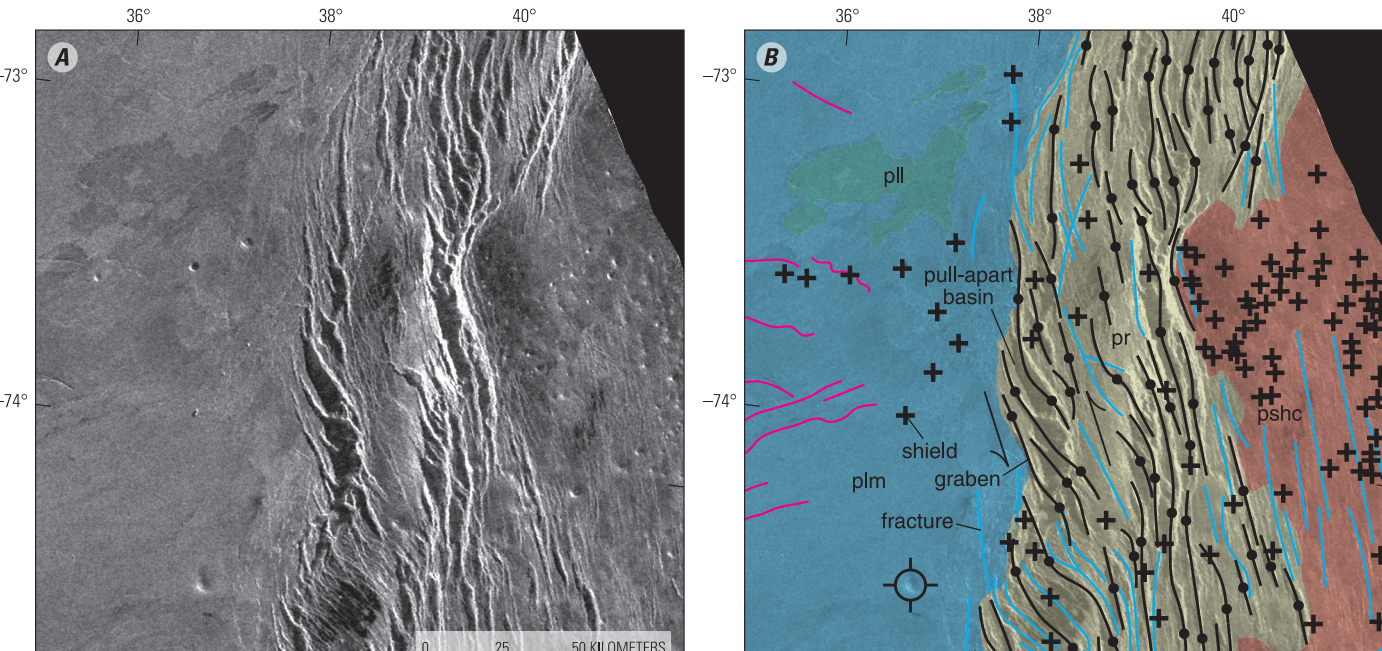 36° 38° 40° 36° 38° 40°
A B
–73° –73°
pll
pull-apart
basin
pr
–74° –74°
pshc
shield
plm graben
fracture
0 25 50 KILOMETERS